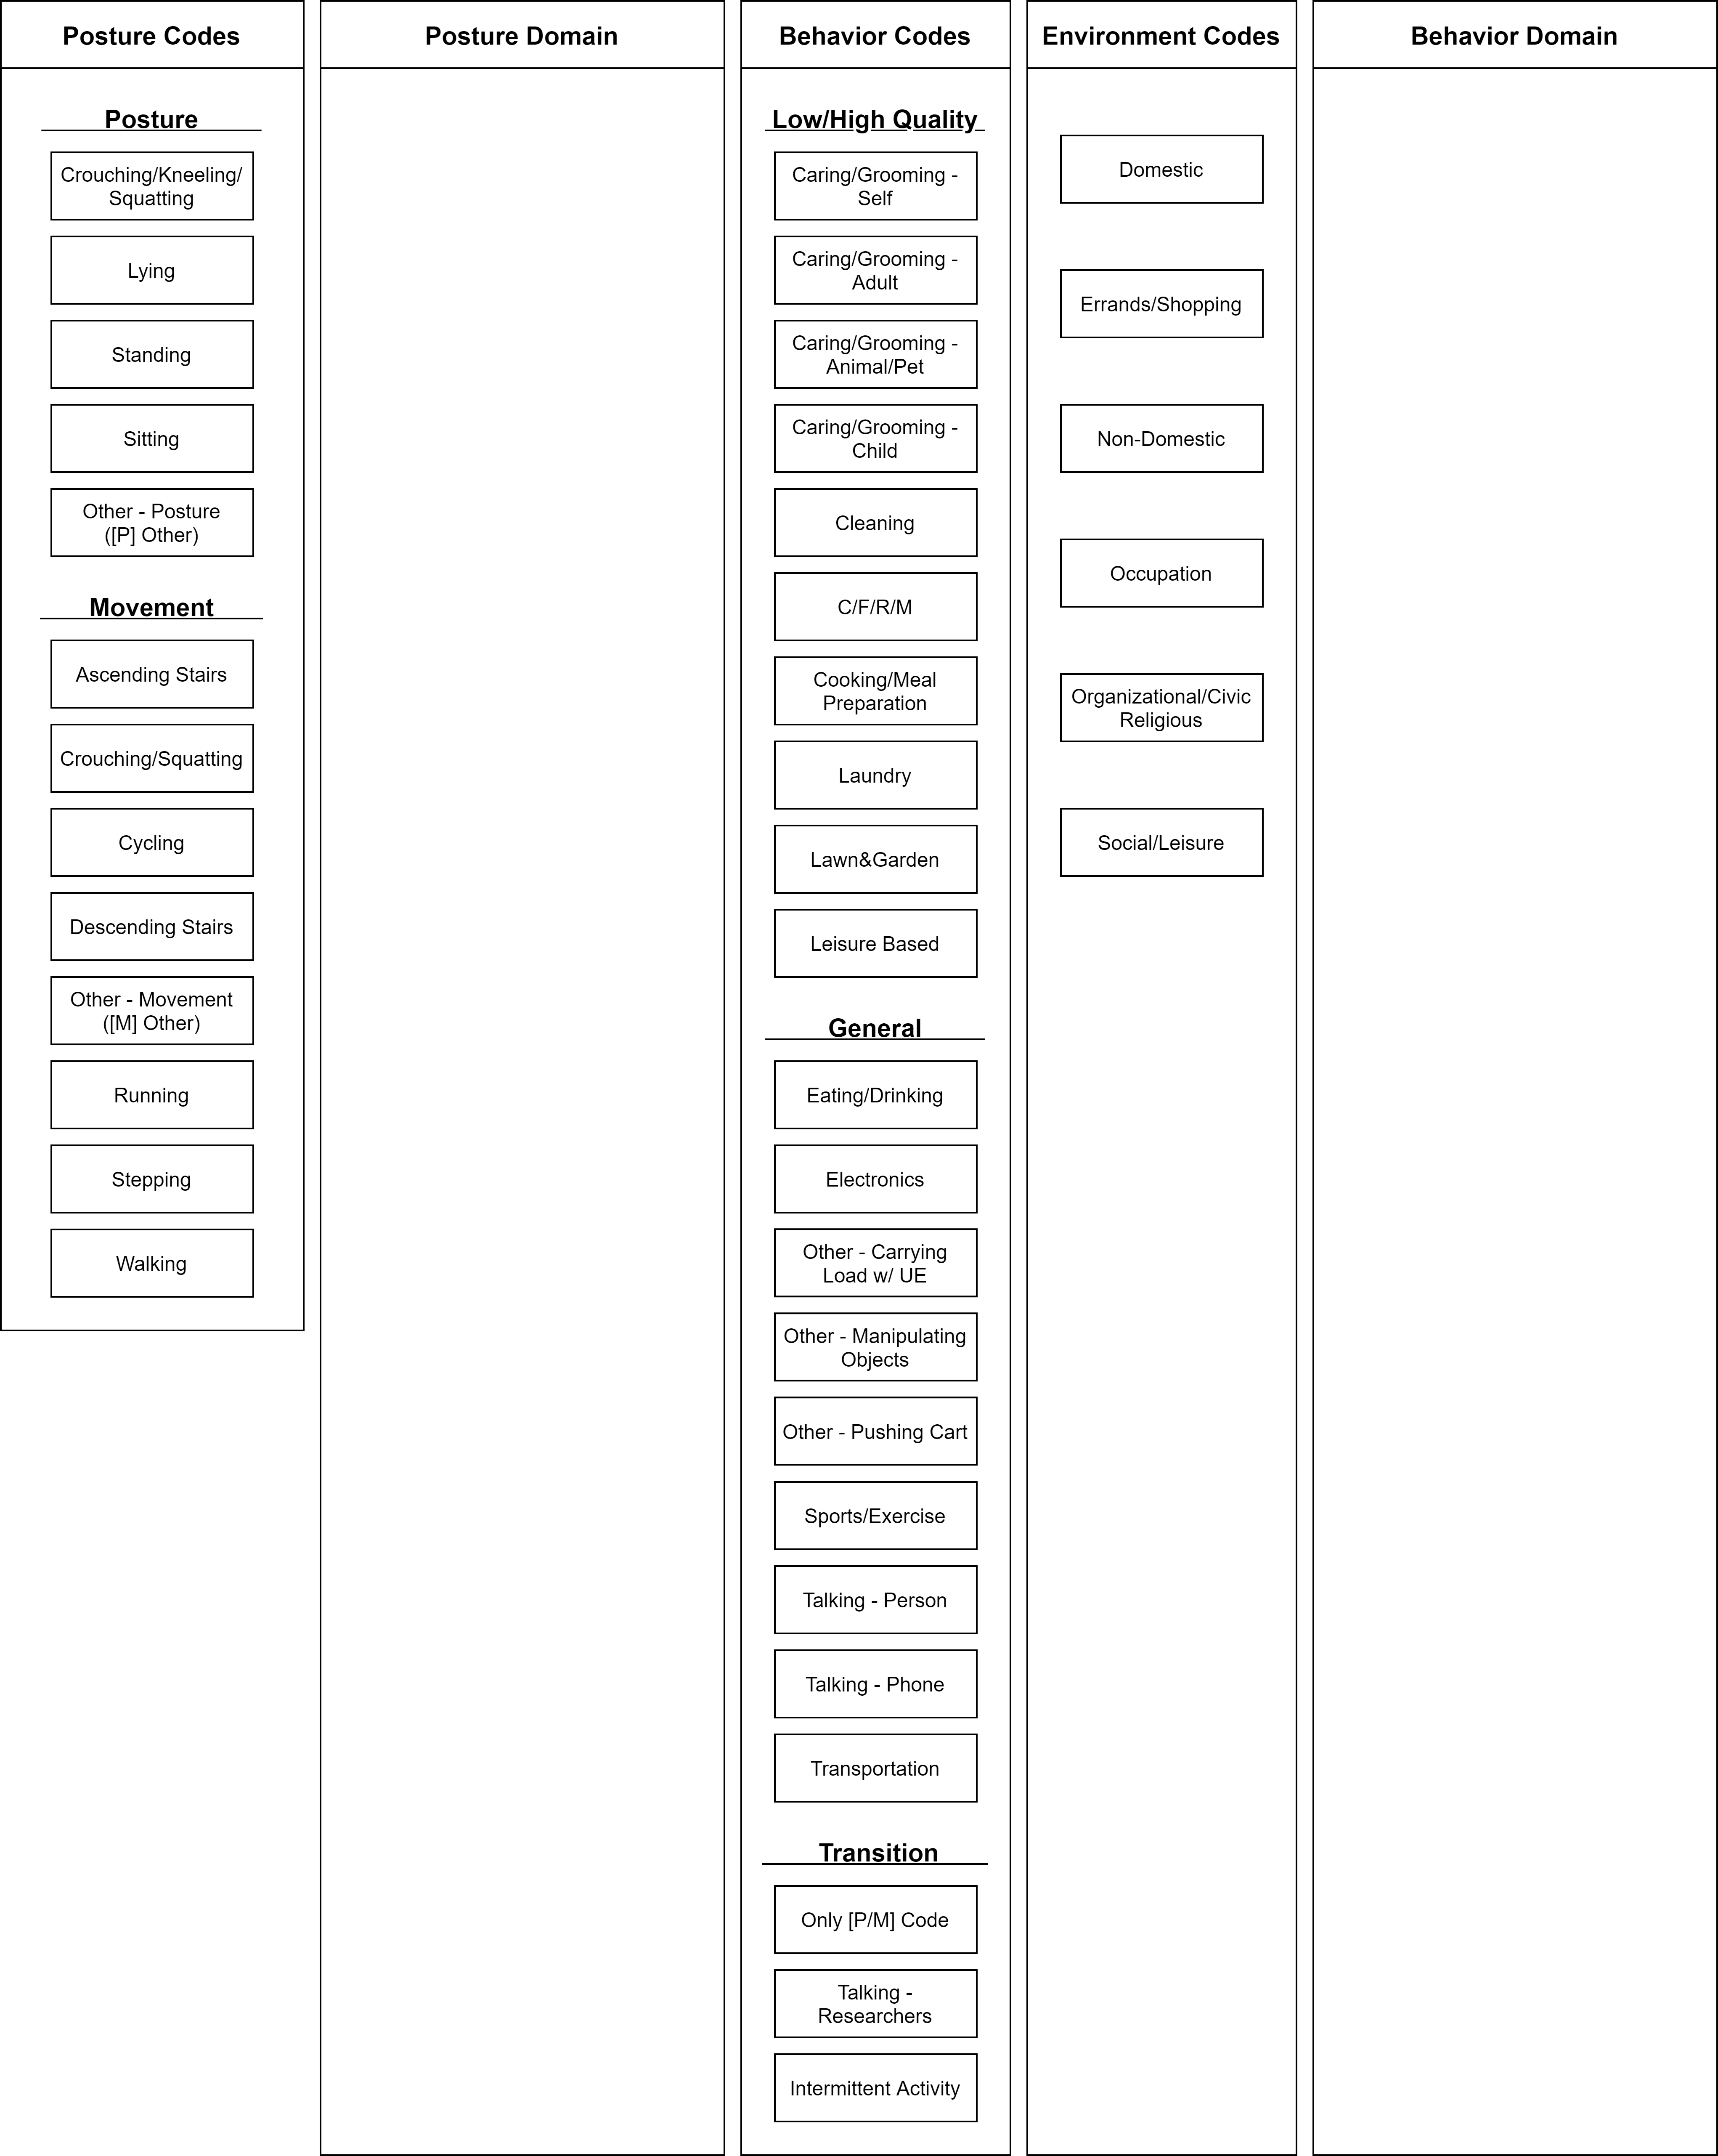 Posture Codes
Posture
Crouching/Kneeling/
Squatting
Lying
Standing
Sitting
Other - Posture
([P] Other)
Movement
Ascending Stairs
Crouching/Squatting
Cycling
Descending Stairs
Other - Movement
([M] Other)
Running
Stepping
Walking
Posture Domain
Behavior Codes
Low/High Quality
Caring/Grooming -
Self
Caring/Grooming -
Adult
Caring/Grooming -
Animal/Pet
Caring/Grooming -
Child
Cleaning
C/F/R/M
Cooking/Meal
Preparation
Laundry
Lawn&Garden
Leisure Based
General
Eating/Drinking
Electronics
Other - Carrying
Load w/ UE
Other - Manipulating
Objects
Other - Pushing Cart
Sports/Exercise
Talking - Person
Talking - Phone
Transportation
Transition
Only [P/M] Code
Talking -
Researchers
Intermittent Activity
Environment Codes
Domestic
Errands/Shopping
Non-Domestic
Occupation
Organizational/Civic
Religious
Social/Leisure
Behavior Domain